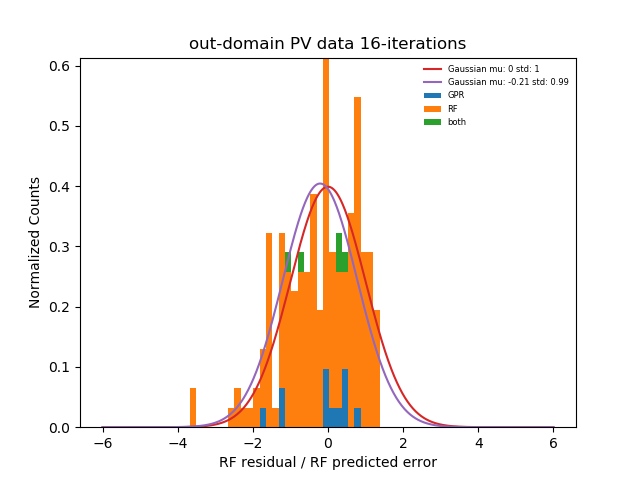 out-domain PV data 16-iterations
Gaussian mu: 0 std: 1
Gaussian mu: -0.21 std: 0.99
GPR
RF
both
Normalized Counts
0.6
0.5
0.4
0.3
0.2
0.1
0.0
−6 −4 −2 0 2 4 6
RF residual / RF predicted error